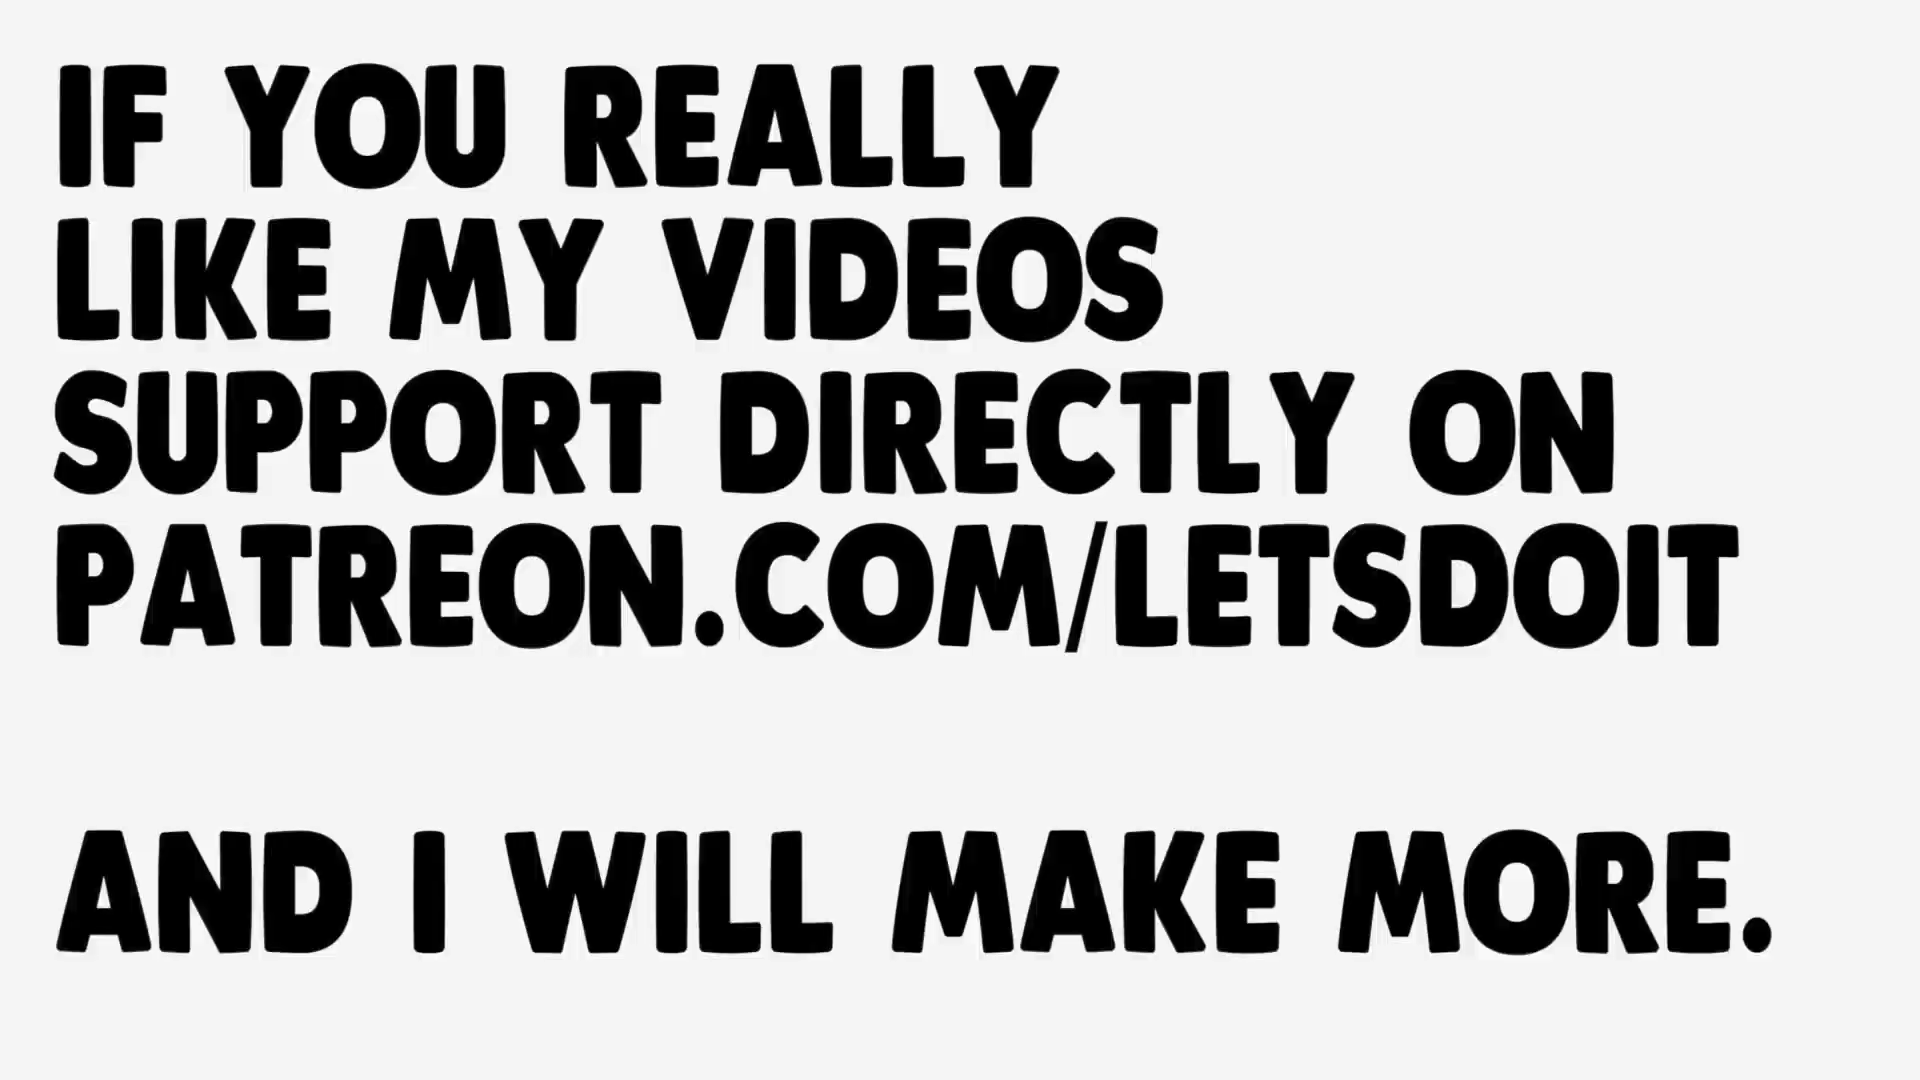 IF YOU REALLY
LIKE MY VIDEOS
SUPPORT DIRECTLY ON
PATREON.COM/LETSDOIT
AND I WILL MAKE MORE.